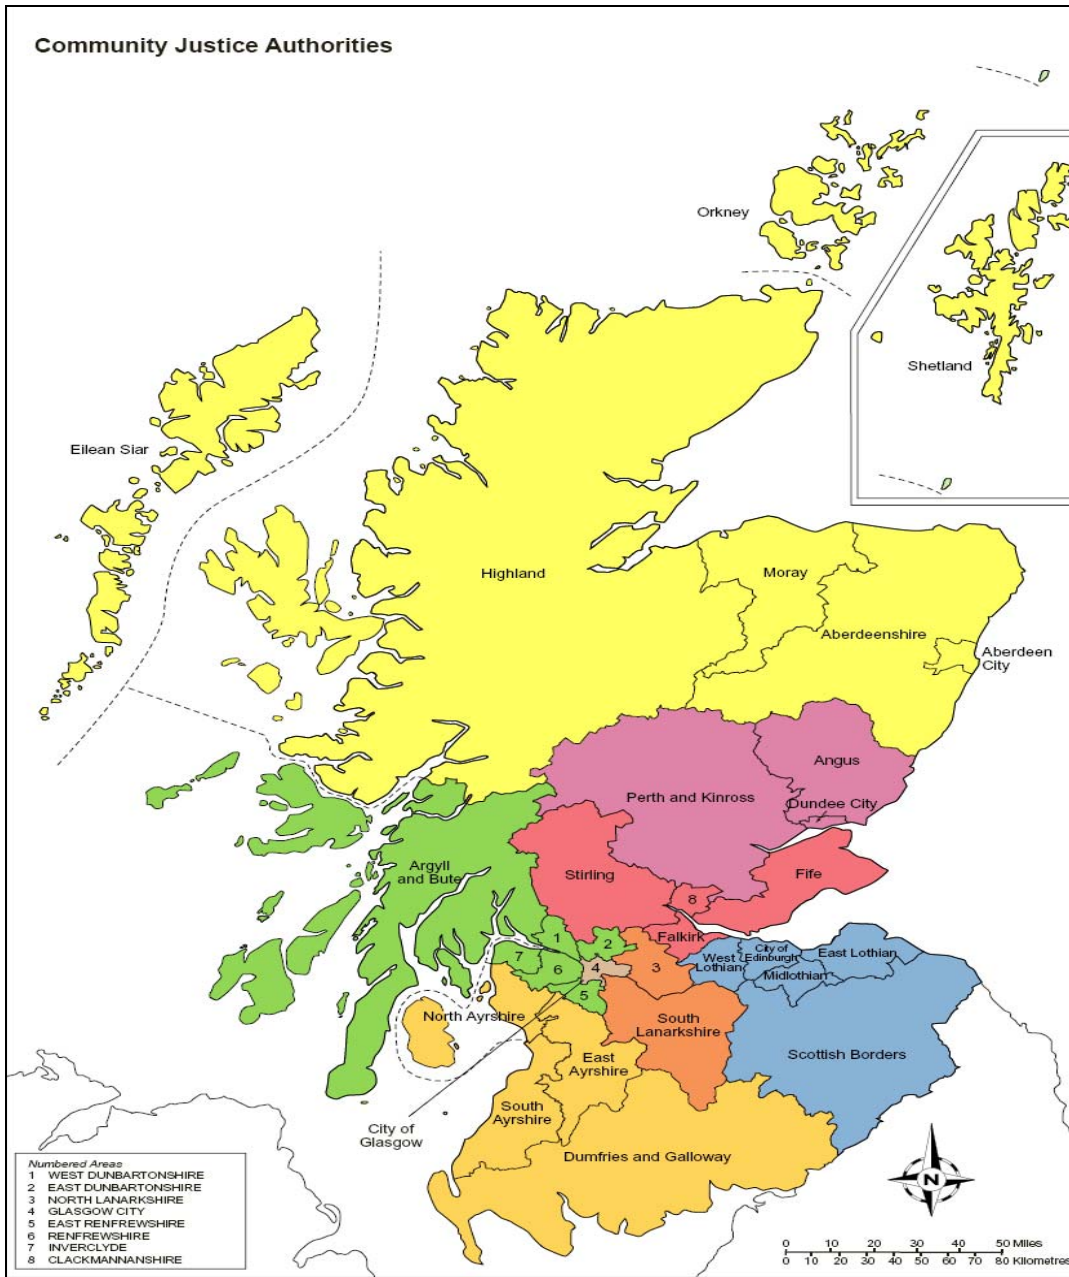 Community Justice Authorities
Orkney
Shetland
Eilean Siar
Highland
Moray
Aberdeenshire
Aberdeen
City
Angus
Perth and Kinross
Dundee City
Argyll
and Bute
Stirling
Fife
8
Falkirk
1
2
7
6
4
3
5
West
Lothian
City of
Edinburgh
East Lothian
Midlothian
North Ayrshire
South
Lanarkshire
Scottish Borders
East
Ayrshire
South
Ayrshire
City of
Glasgow
Dumfries and Galloway
Numbered Areas
1 WEST DUNBARTONSHIRE
2 EAST DUNBARTONSHIRE
3 NORTH LANARKSHIRE
4 GLASGOW CITY
5 EAST RENFREWSHIRE
6 RENFREWSHIRE
7 INVERCLYDE
8 CLACKMANNANSHIRE
N
0 10 20 30 40 50 Miles
0 10 20 30 40 50 60 70 80 Kilometres